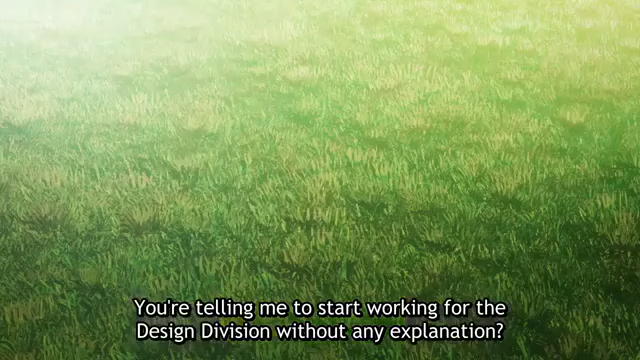 You're telling me to start working for the
Design Division without any explanation?